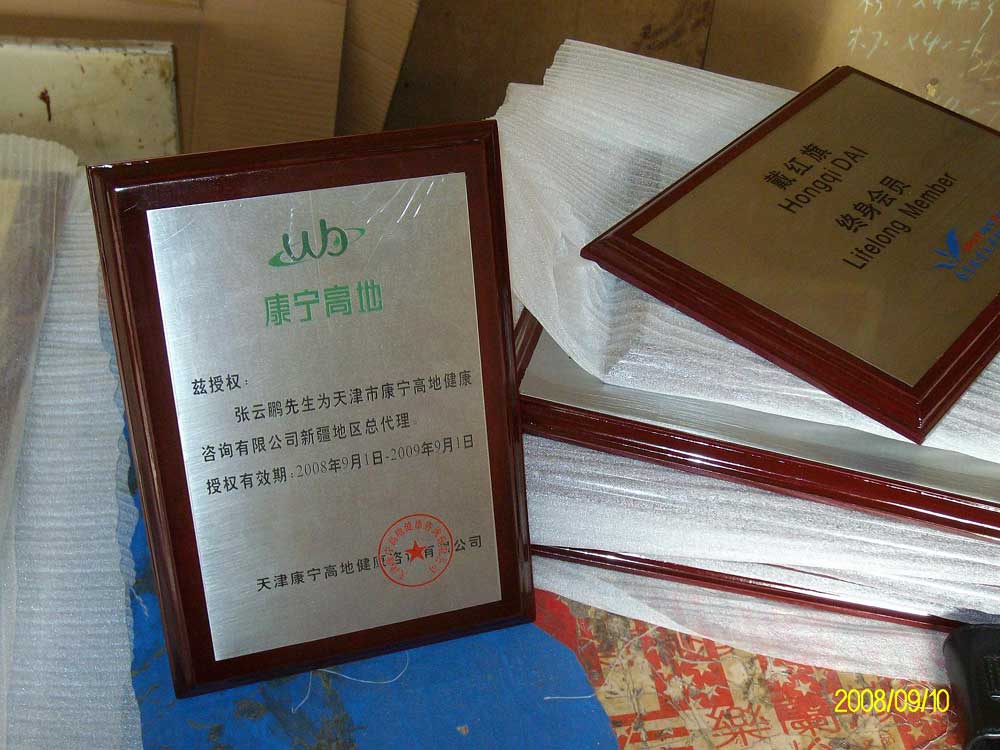 康宁高地
兹授权：
张云鹏先生为天津市康宁高地健康
咨询有限公司新疆地区总代理。
授权有效期：2008年9月1日-2009年9月1日
天津康宁高地健康咨询有限公司
戴红旗
Hongqi DAI
终身会员
Lifelong Member
2008/09/10